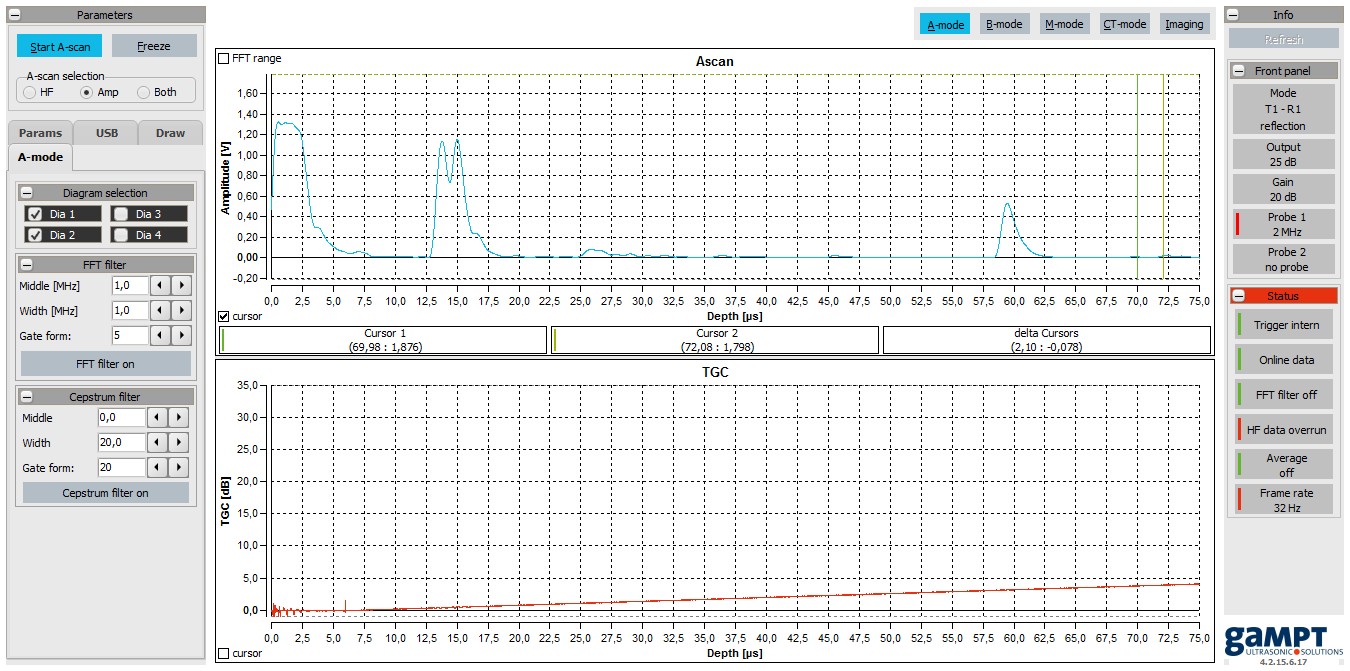 Parameters
Start A-scan
Freeze
A-scan selection
HF
Amp
Both
Params
USB
Draw
A-mode
Diagram selection
Dia 1
Dia 3
Dia 2
Dia 4
FFT filter
Middle [MHz]
1,0
Width [MHz]
1,0
Gate form:
5
FFT filter on
Cepstrum filter
Middle
0,0
Width
20,0
Gate form:
20
Cepstrum filter on
A-mode
B-mode
M-mode
CT-mode
Imaging
FFT range
Ascan
Amplitude [V]
1,60
1,40
1,20
1,00
0,80
0,60
0,40
0,20
0,00
-0,20
0,0 2,5 5,0 7,5 10,0 12,5 15,0 17,5 20,0 22,5 25,0 27,5 30,0 32,5 35,0 37,5 40,0 42,5 45,0 47,5 50,0 52,5 55,0 57,5 60,0 62,5 65,0 67,5 70,0 72,5 75,0
cursor
Depth [µs]
Cursor 1
(69,98 : 1,876)
Cursor 2
(72,08 : 1,798)
delta Cursors
(2,10 : -0,078)
TGC
TGC [dB]
35,0
30,0
25,0
20,0
15,0
10,0
5,0
0,0
0,0 2,5 5,0 7,5 10,0 12,5 15,0 17,5 20,0 22,5 25,0 27,5 30,0 32,5 35,0 37,5 40,0 42,5 45,0 47,5 50,0 52,5 55,0 57,5 60,0 62,5 65,0 67,5 70,0 72,5 75,0
cursor
Depth [µs]
Info
Refresh
Front panel
Mode
T1 - R1
reflection
Output
25 dB
Gain
20 dB
Probe 1
2 MHz
Probe 2
no probe
Status
Trigger intern
Online data
FFT filter off
HF data overrun
Average
off
Frame rate
32 Hz
gAMPT
ULTRASONIC SOLUTIONS
4.2.15.6.17